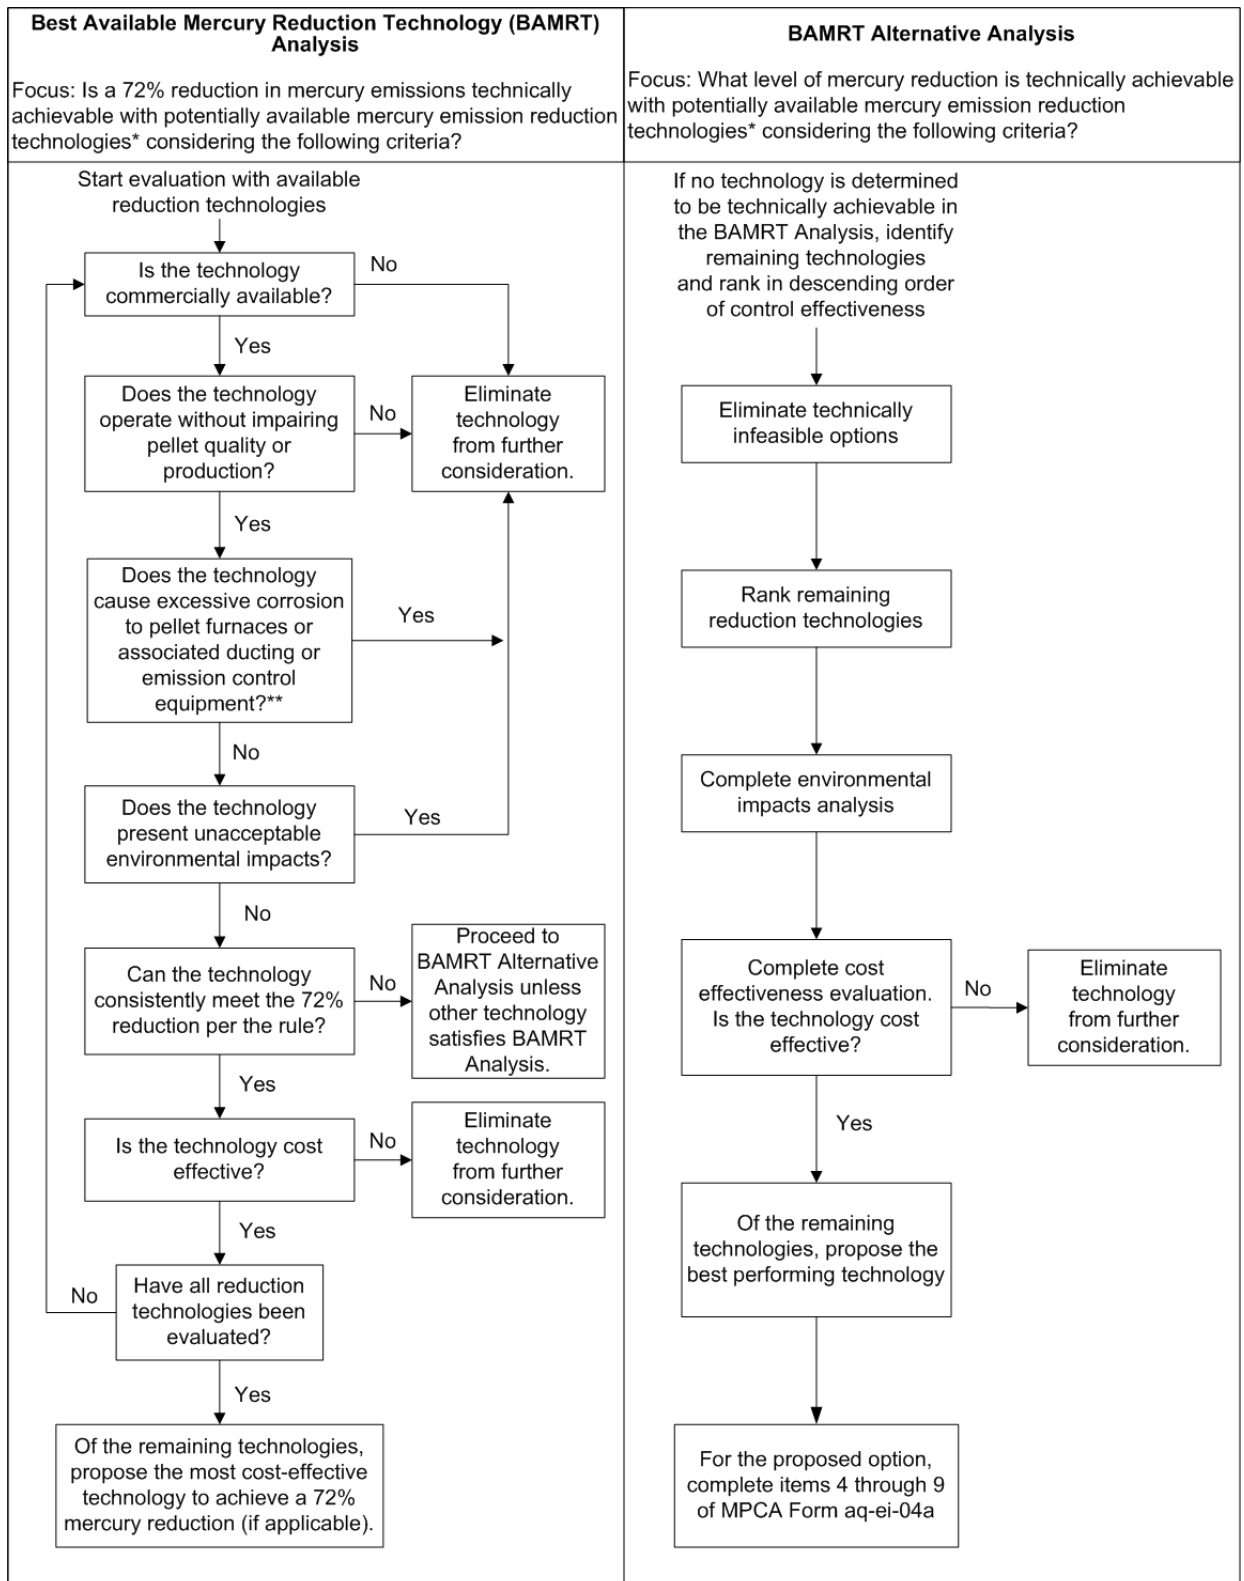 Best Available Mercury Reduction Technology (BAMRT)
Analysis
Focus: Is a 72% reduction in mercury emissions technically
achievable with potentially available mercury emission reduction
technologies* considering the following criteria?
Start evaluation with available
reduction technologies
Is the technology
commercially available?
No
Yes
Does the technology
operate without impairing
pellet quality or
production?
No
Eliminate
technology
from further
consideration.
Yes
Does the technology
cause excessive corrosion
to pellet furnaces or
associated ducting or
emission control
equipment?**
Yes
No
Does the technology
present unacceptable
environmental impacts?
Yes
No
Can the technology
consistently meet the 72%
reduction per the rule?
No
Proceed to
BAMRT Alternative
Analysis unless
other technology
satisfies BAMRT
Analysis.
Yes
Is the technology cost
effective?
No
Eliminate
technology
from further
consideration.
Yes
Have all reduction
technologies been
evaluated?
No
Yes
Of the remaining technologies,
propose the most cost-effective
technology to achieve a 72%
mercury reduction (if applicable).
BAMRT Alternative Analysis
Focus: What level of mercury reduction is technically achievable
with potentially available mercury emission reduction
technologies* considering the following criteria?
If no technology is determined
to be technically achievable in
the BAMRT Analysis, identify
remaining technologies
and rank in descending order
of control effectiveness
Eliminate technically
infeasible options
Rank remaining
reduction technologies
Complete environmental
impacts analysis
Complete cost
effectiveness evaluation.
Is the technology cost
effective?
No
Eliminate
technology
from further
consideration.
Yes
Of the remaining
technologies, propose the
best performing technology
For the proposed option,
complete items 4 through 9
of MPCA Form aq-ei-04a